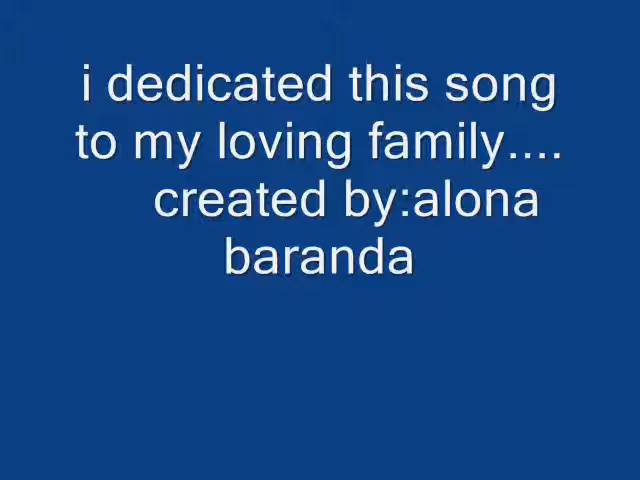 i dedicated this song
to my loving family....
created by:alona
baranda